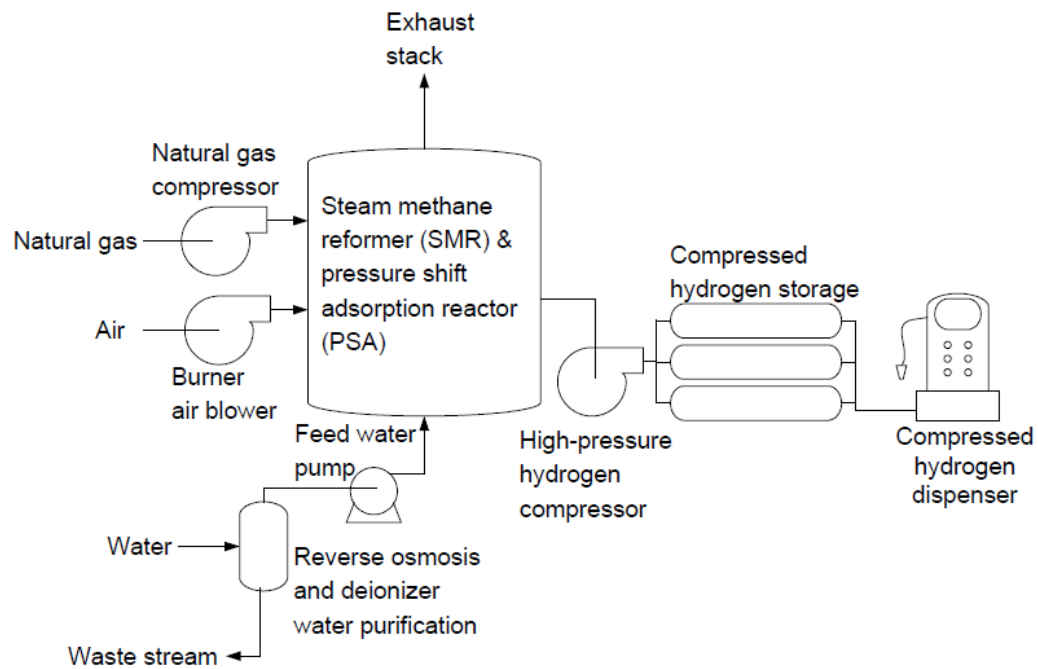 Exhaust
stack
Natural gas
compressor
Natural gas
Steam methane
reformer (SMR) &
pressure shift
adsorption reactor
(PSA)
Air
Burner
air blower
Compressed
hydrogen storage
Feed water
pump
High-pressure
hydrogen
compressor
Compressed
hydrogen
dispenser
Water
Reverse osmosis
and deionizer
water purification
Waste stream